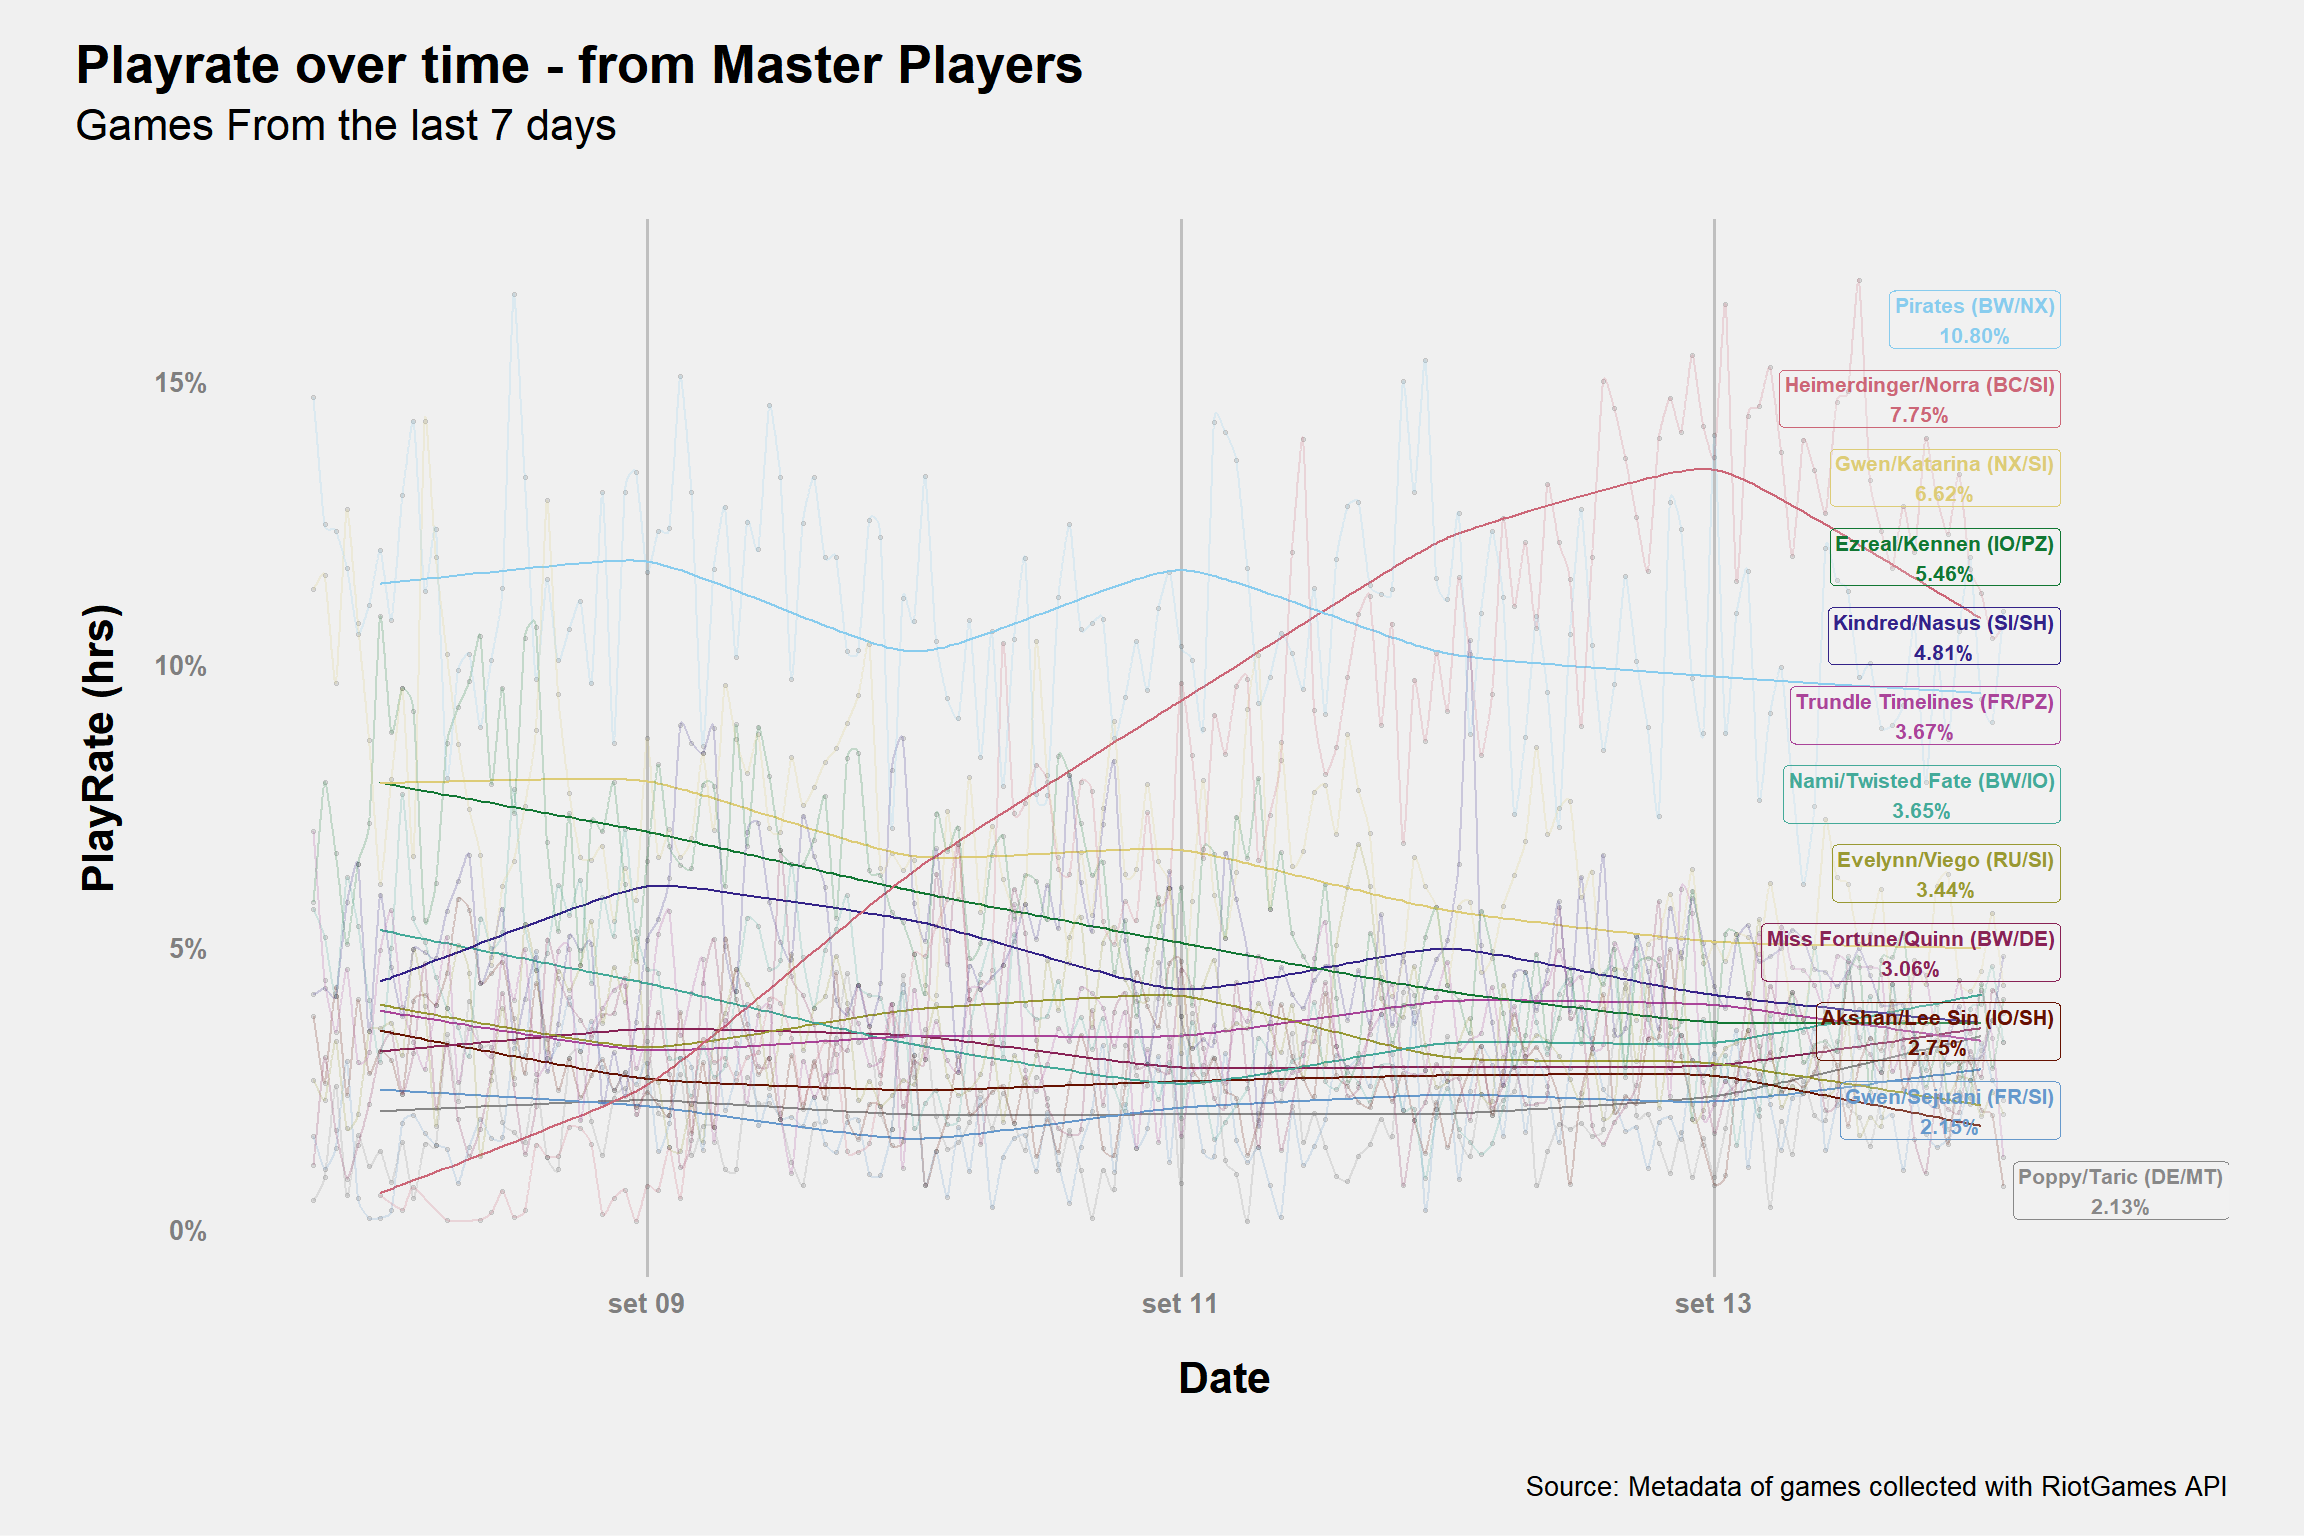 Playrate over time - from Master Players
Games From the last 7 days
PlayRate (hrs)
15%
10%
5%
0%
Pirates (BW/NX)
10.80%
Heimerdinger/Norra (BC/SI)
7.75%
Gwen/Katarina (NX/SI)
6.62%
Ezreal/Kennen (IO/PZ)
5.46%
Kindred/Nasus (SI/SH)
4.81%
Trundle Timelines (FR/PZ)
3.67%
Nami/Twisted Fate (BW/IO)
3.65%
Evelynn/Viego (RU/SI)
3.44%
Miss Fortune/Quinn (BW/DE)
3.06%
Akshan/Lee Sin (IO/SH)
2.75%
Gwen/Sejuani (FR/SI)
2.15%
Poppy/Taric (DE/MT)
2.13%
set 09
set 11
set 13
Date
Source: Metadata of games collected with RiotGames API